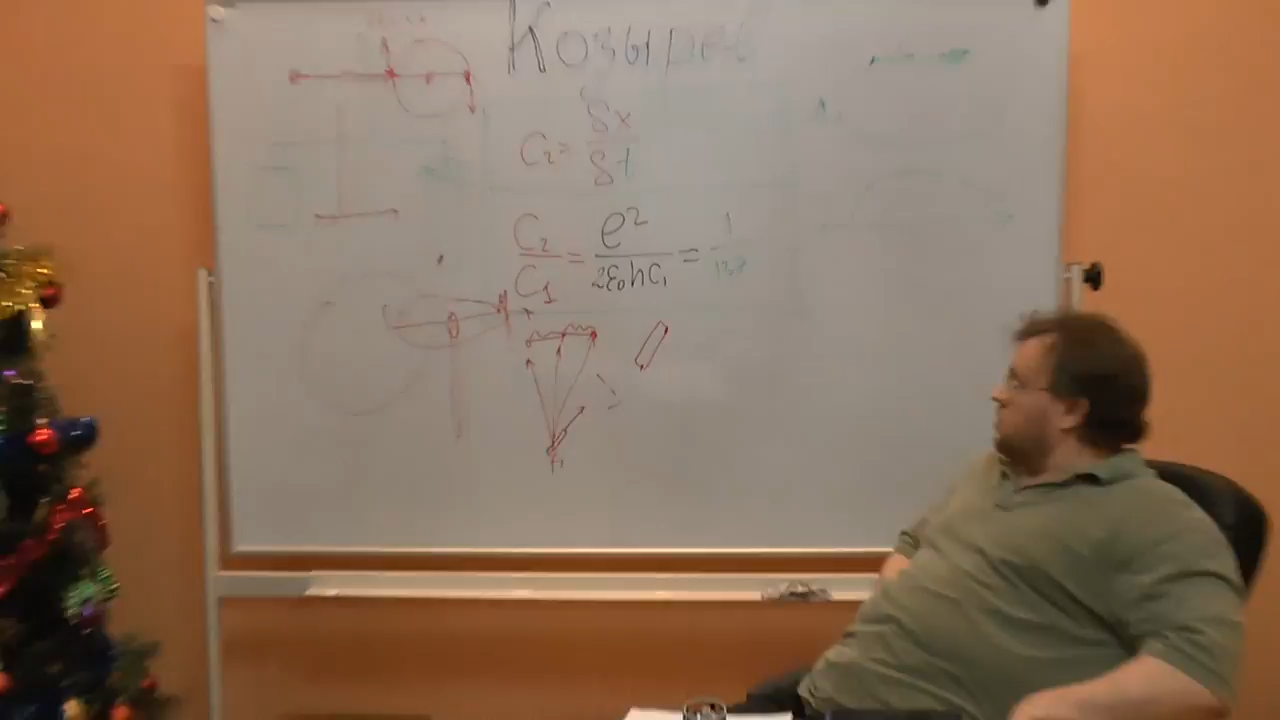 Козырев
C₂ = δx / δt
C₂ / C₁ = e² / 2ε₀hC₁ = 1 / 137